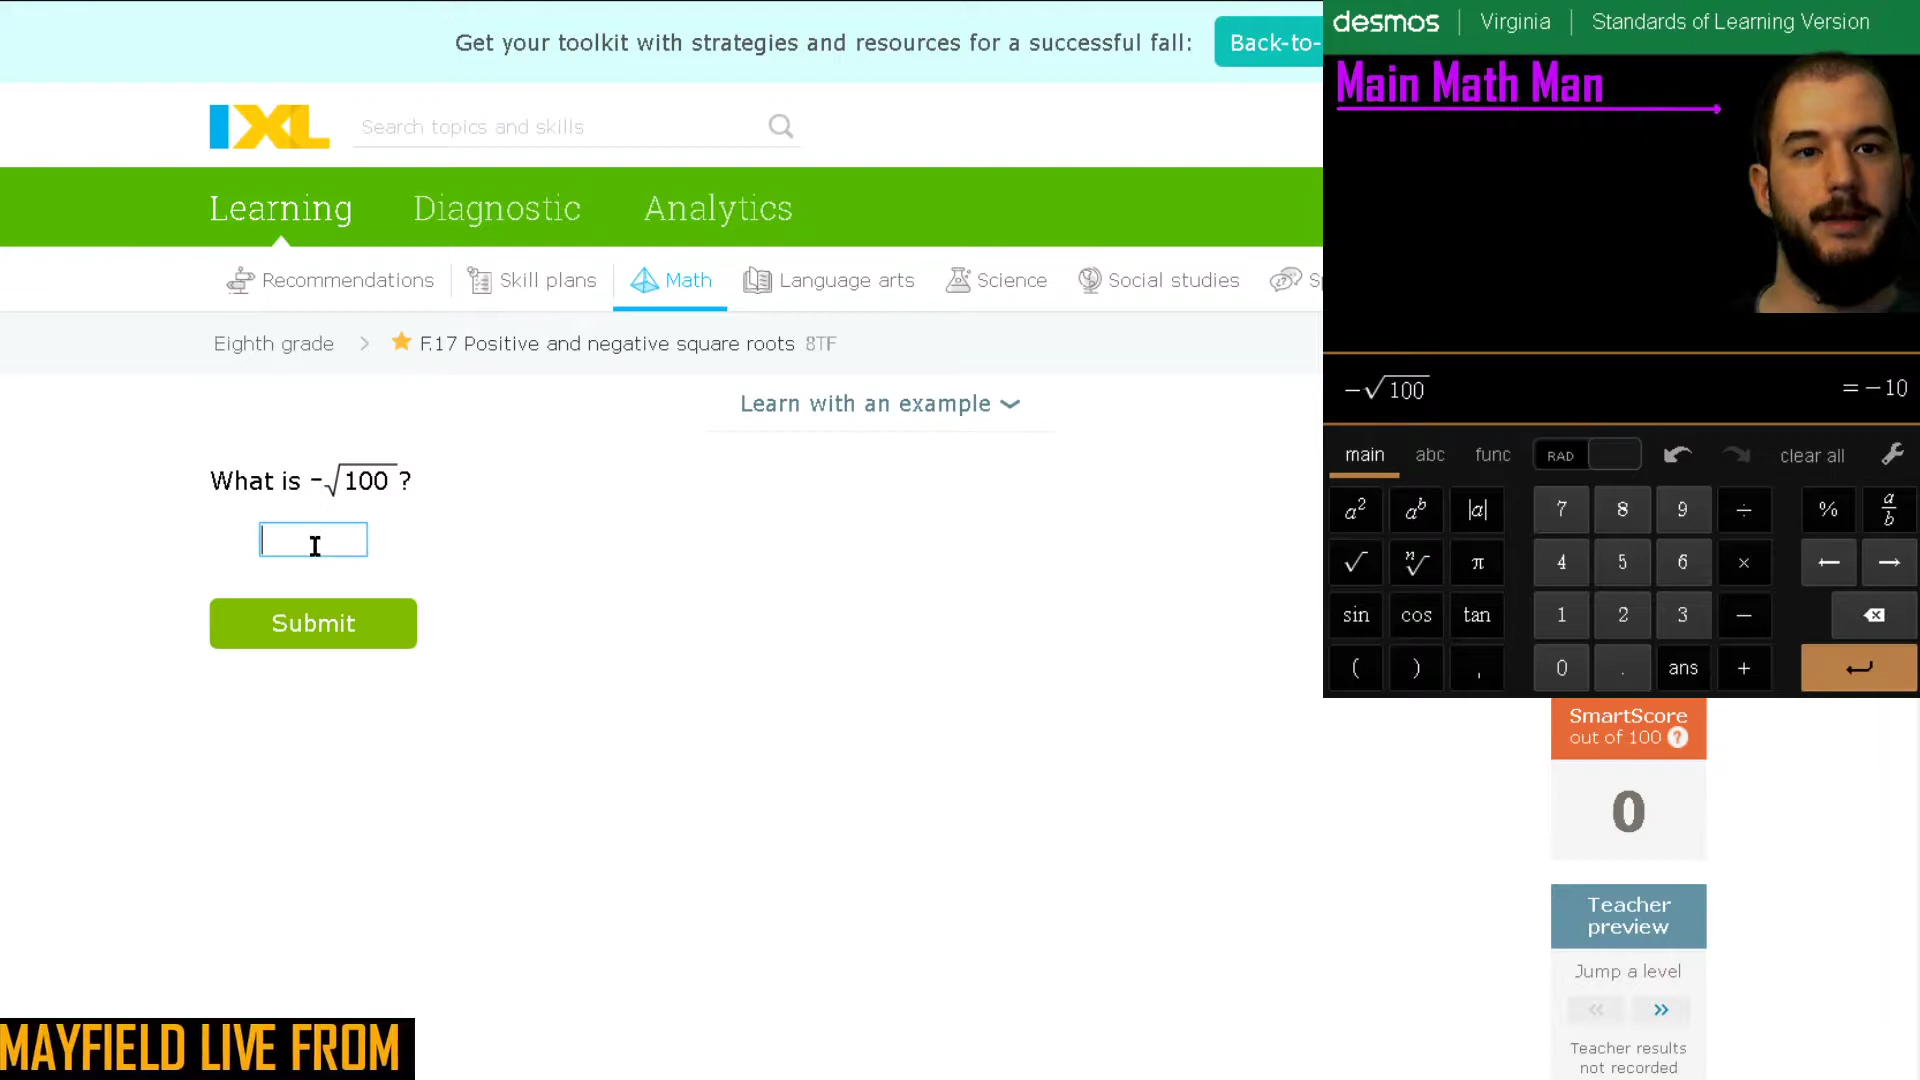 Get your toolkit with strategies and resources for a successful fall:
Back-to-
IXL
Search topics and skills
Learning
Diagnostic
Analytics
Recommendations
Skill plans
Math
Language arts
Science
Social studies
Sp
Eighth grade > F.17 Positive and negative square roots 8TF
Learn with an example
What is -√100 ?
Submit
desmos | Virginia | Standards of Learning Version
Main Math Man
−√100 = −10
main abc func RAD clear all
a² aᵇ |a| 7 8 9 ÷ % a/b
√ ⁿ√ π 4 5 6 × ← →
sin cos tan 1 2 3 −
( ) , 0 . ans +
SmartScore
out of 100 ?
0
Teacher
preview
Jump a level
« »
Teacher results
not recorded
MAYFIELD LIVE FROM